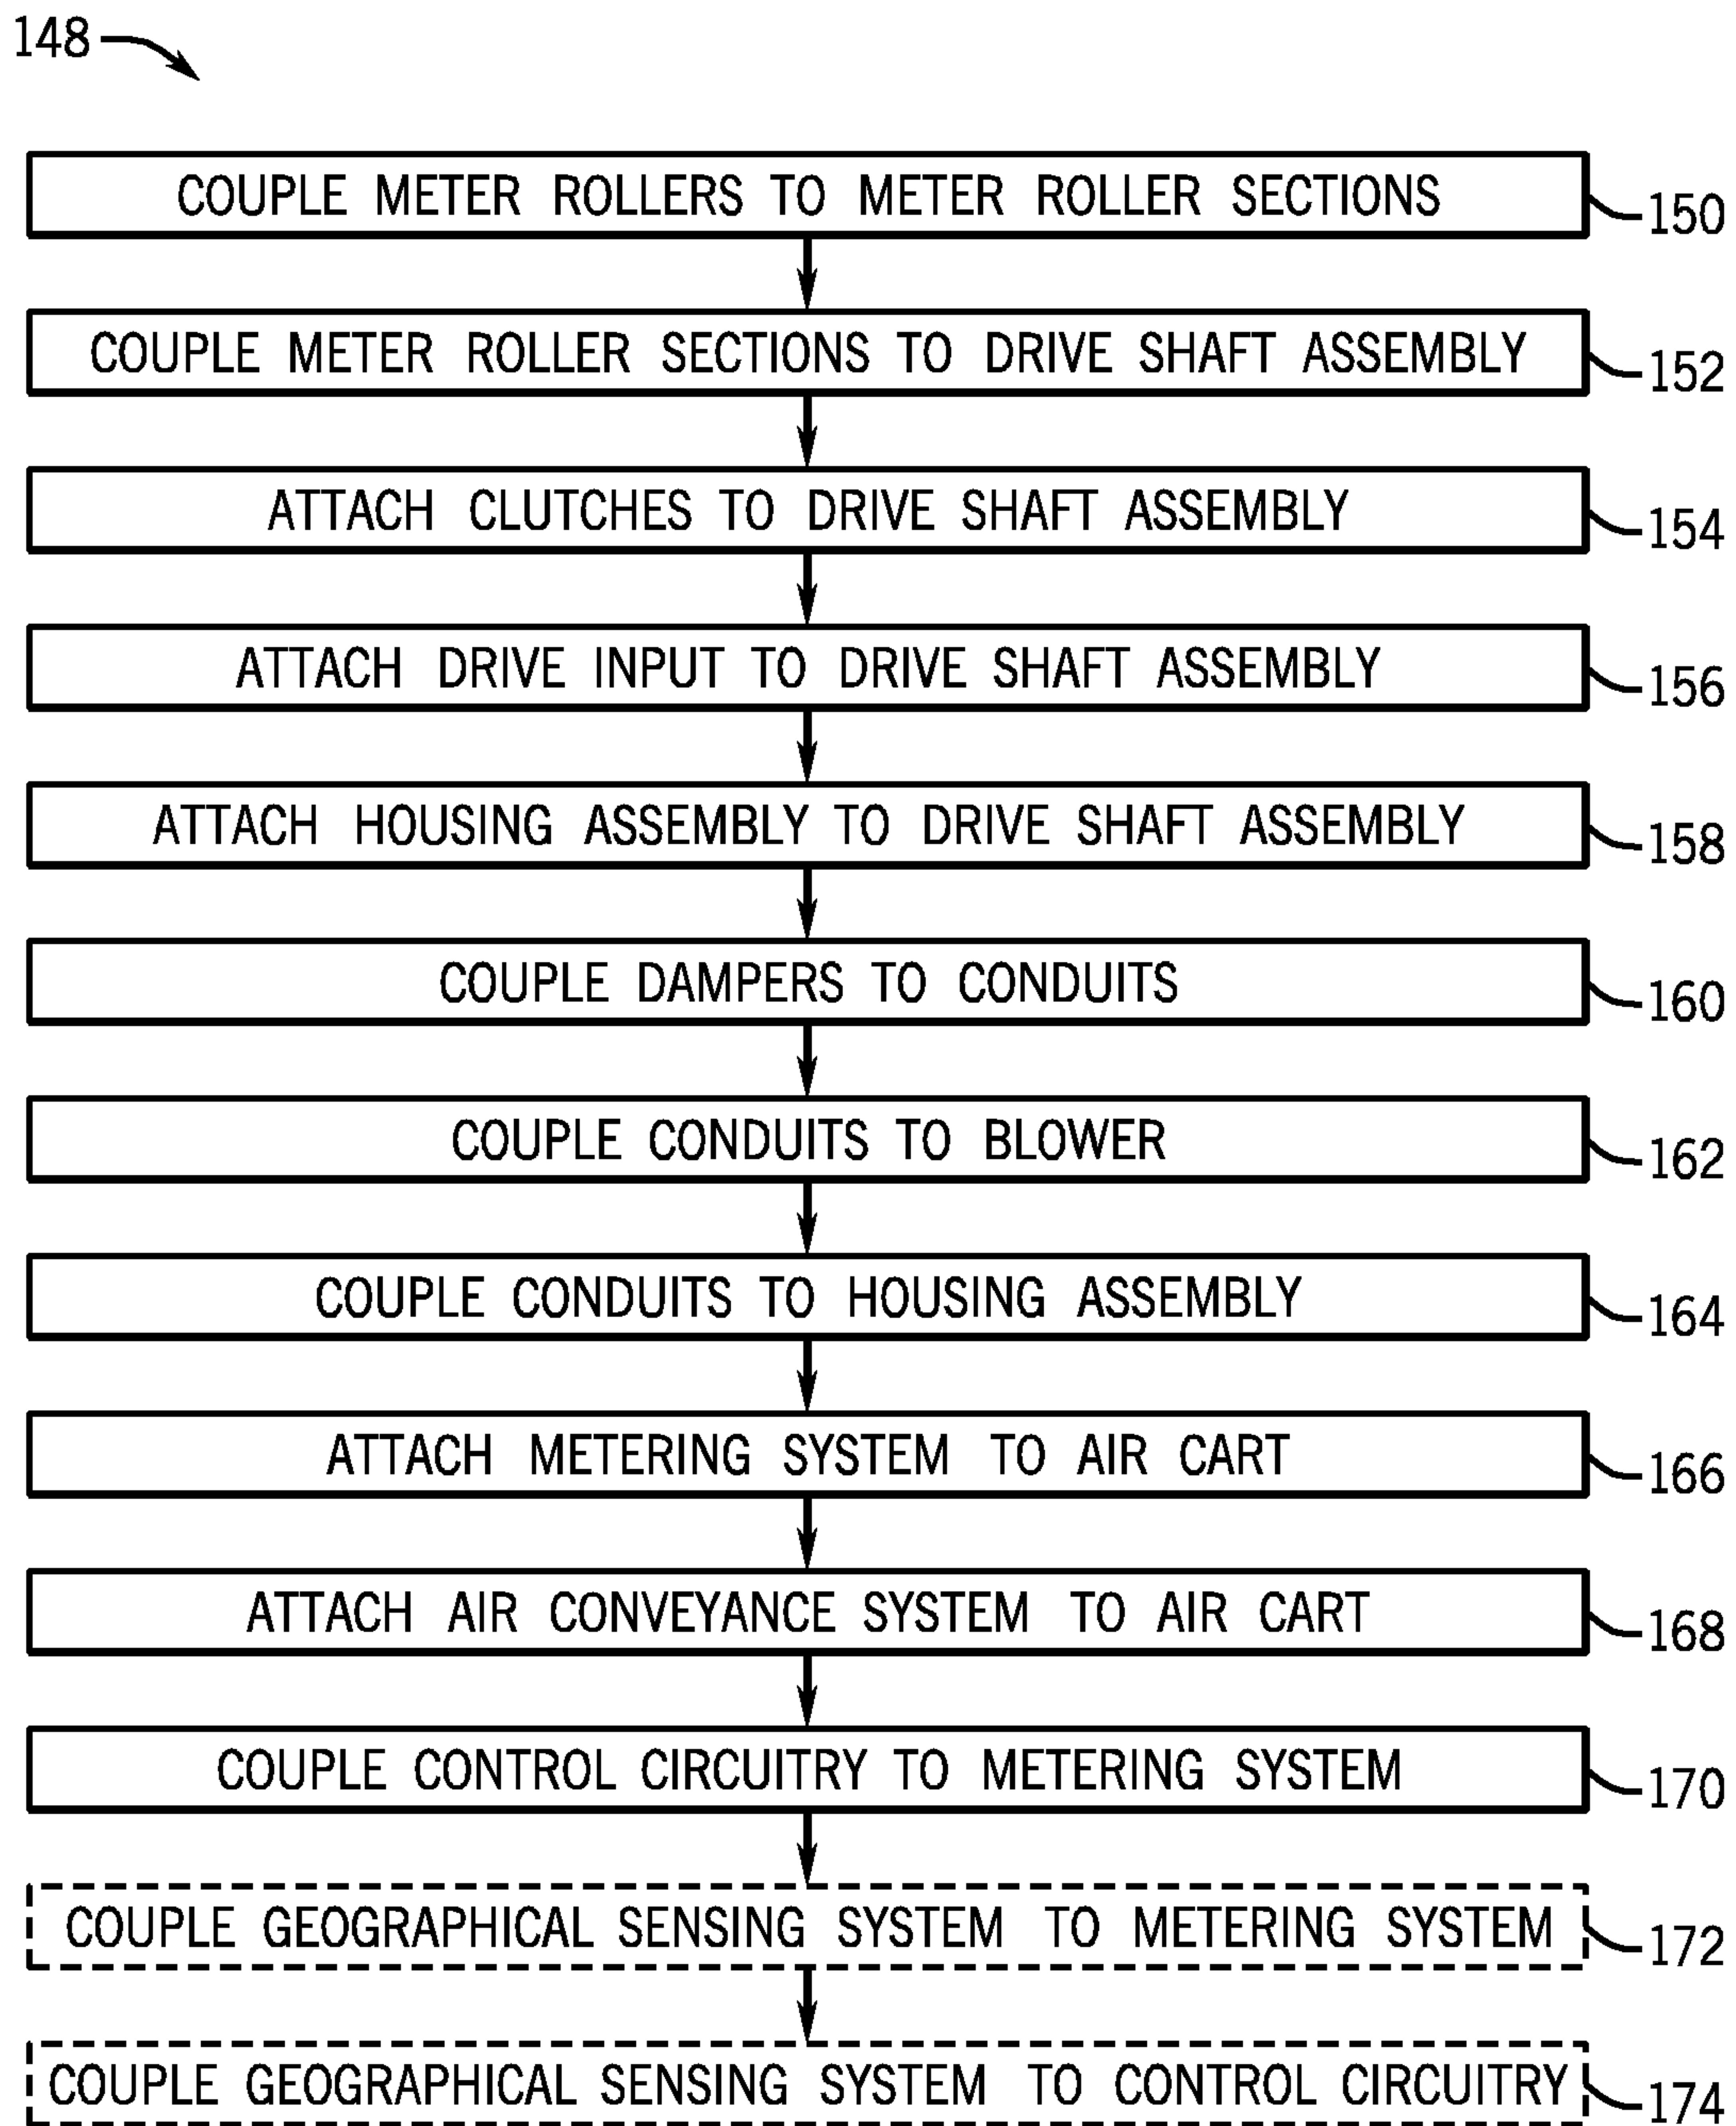 148
COUPLE METER ROLLERS TO METER ROLLER SECTIONS
150
COUPLE METER ROLLER SECTIONS TO DRIVE SHAFT ASSEMBLY
152
ATTACH CLUTCHES TO DRIVE SHAFT ASSEMBLY
154
ATTACH DRIVE INPUT TO DRIVE SHAFT ASSEMBLY
156
ATTACH HOUSING ASSEMBLY TO DRIVE SHAFT ASSEMBLY
158
COUPLE DAMPERS TO CONDUITS
160
COUPLE CONDUITS TO BLOWER
162
COUPLE CONDUITS TO HOUSING ASSEMBLY
164
ATTACH METERING SYSTEM TO AIR CART
166
ATTACH AIR CONVEYANCE SYSTEM TO AIR CART
168
COUPLE CONTROL CIRCUITRY TO METERING SYSTEM
170
COUPLE GEOGRAPHICAL SENSING SYSTEM TO METERING SYSTEM
172
COUPLE GEOGRAPHICAL SENSING SYSTEM TO CONTROL CIRCUITRY
174